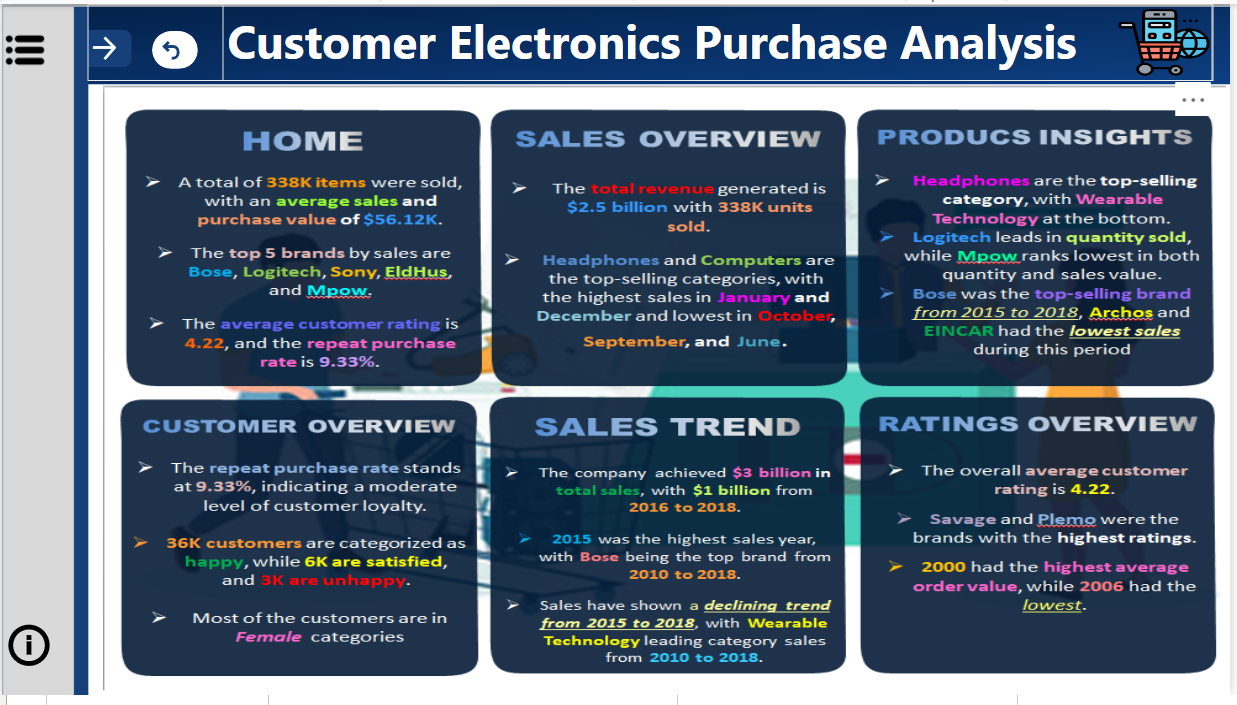 Customer Electronics Purchase Analysis
HOME
A total of 338K items were sold,
with an average sales and
purchase value of $56.12K.
The top 5 brands by sales are
Bose, Logitech, Sony, EldHus,
and Mpow.
The average customer rating is
4.22, and the repeat purchase
rate is 9.33%.
SALES OVERVIEW
The total revenue generated is
$2.5 billion with 338K units
sold.
Headphones and Computers are
the top-selling categories, with
the highest sales in January and
December and lowest in October,
September, and June.
PRODUCS INSIGHTS
Headphones are the top-selling
category, with Wearable
Technology at the bottom.
Logitech leads in quantity sold,
while Mpow ranks lowest in both
quantity and sales value.
Bose was the top-selling brand
from 2015 to 2018, Archos and
EINCAR had the lowest sales
during this period
CUSTOMER OVERVIEW
The repeat purchase rate stands
at 9.33%, indicating a moderate
level of customer loyalty.
36K customers are categorized as
happy, while 6K are satisfied,
and 3K are unhappy.
Most of the customers are in
Female categories
SALES TREND
The company achieved $3 billion in
total sales, with $1 billion from
2016 to 2018.
2015 was the highest sales year,
with Bose being the top brand from
2010 to 2018.
Sales have shown a declining trend
from 2015 to 2018, with Wearable
Technology leading category sales
from 2010 to 2018.
RATINGS OVERVIEW
The overall average customer
rating is 4.22.
Savage and Plemo were the
brands with the highest ratings.
2000 had the highest average
order value, while 2006 had the
lowest.